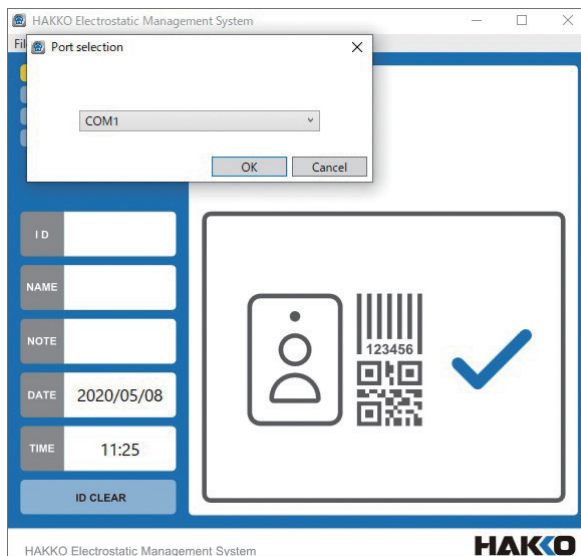 HAKKO Electrostatic Management System
Fil
Port selection
COM1
OK
Cancel
ID
NAME
NOTE
DATE
2020/05/08
TIME
11:25
ID CLEAR
123456
HAKKO Electrostatic Management System
HAKKO